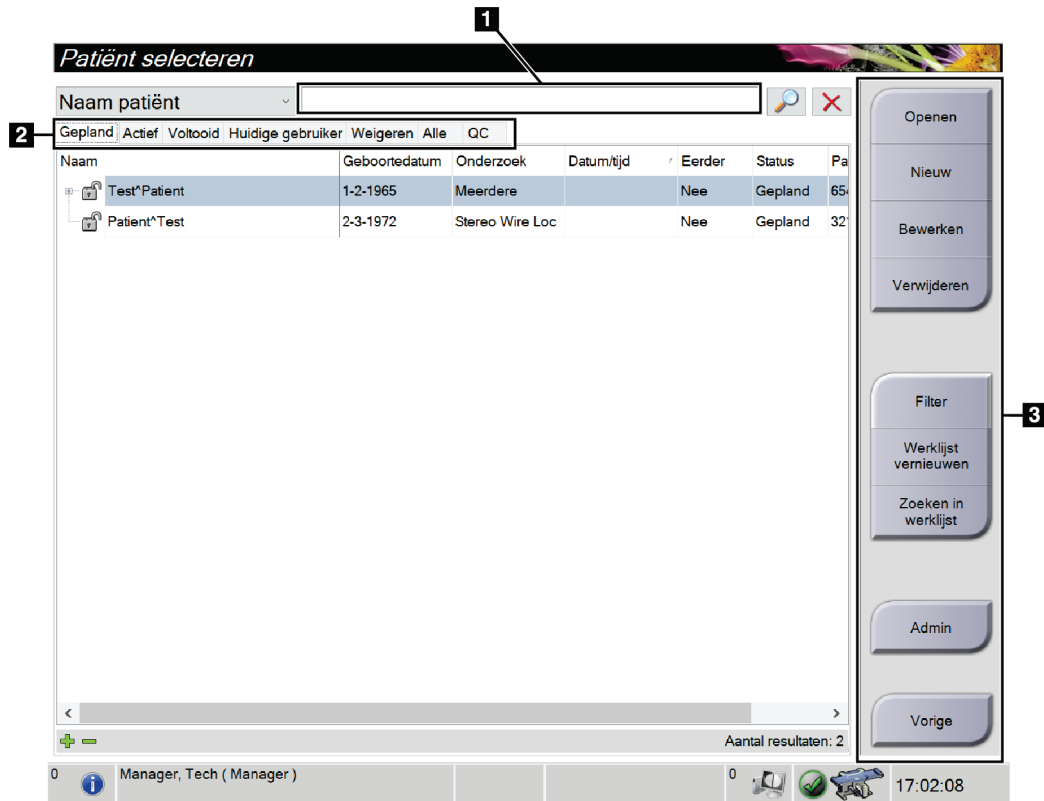 1
Patiënt selecteren
Naam patiënt
2
Gepland Actief Voltooid Huidige gebruiker Weigeren Alle QC
Naam Geboortedatum Onderzoek Datum/tijd Eerder Status Pa
Test^Patient 1-2-1965 Meerdere Nee Gepland 654
Patient^Test 2-3-1972 Stereo Wire Loc Nee Gepland 321
Openen
Nieuw
Bewerken
Verwijderen
Filter
3
Werklijst
vernieuwen
Zoeken in
werklijst
Admin
Vorige
Aantal resultaten: 2
0 Manager, Tech ( Manager ) 0 17:02:08